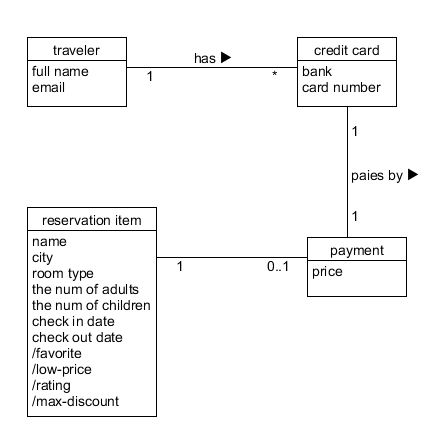 traveler
full name
email
has ▶
1
*
credit card
bank
card number
1
paies by ▶
1
reservation item
name
city
room type
the num of adults
the num of children
check in date
check out date
/favorite
/low-price
/rating
/max-discount
1
0..1
payment
price